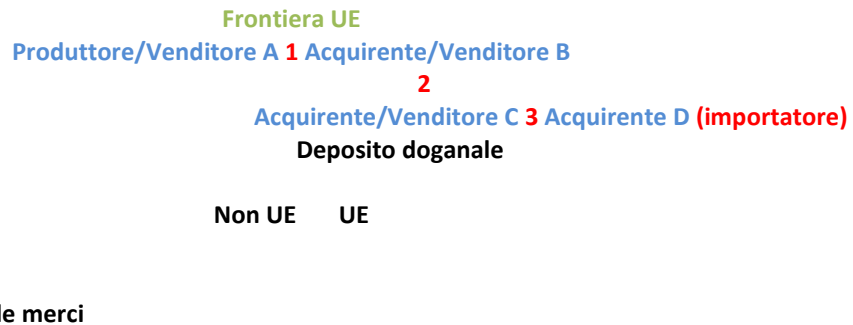 Frontiera UE
Produttore/Venditore A 1 Acquirente/Venditore B
2
Acquirente/Venditore C 3 Acquirente D (importatore)
Deposito doganale
Non UE UE
le merci